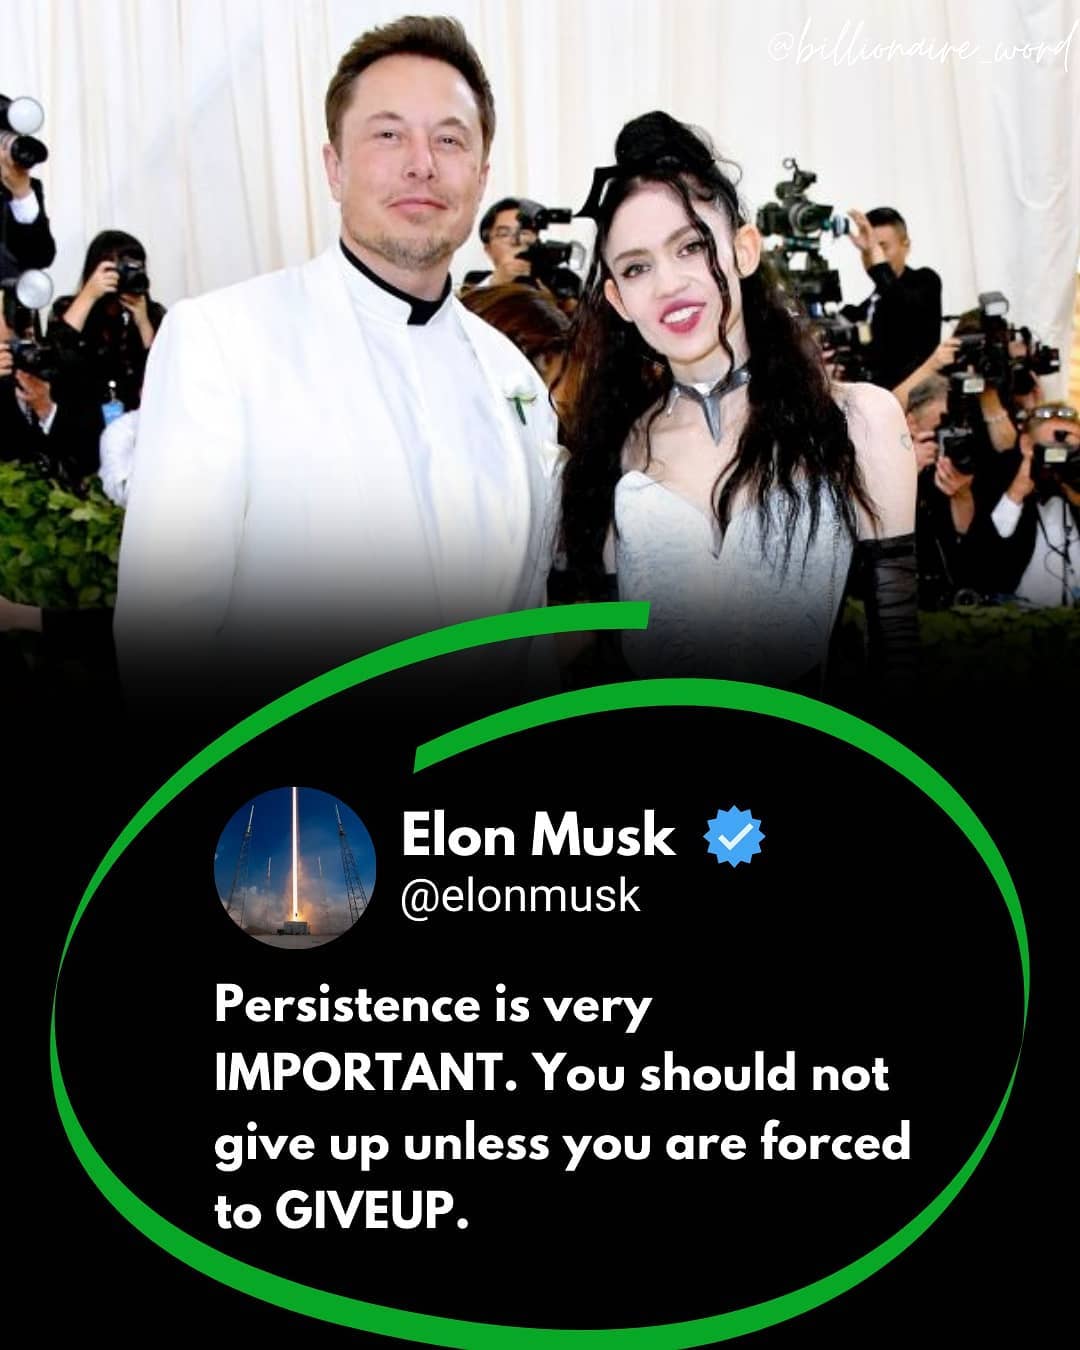 @billionaire_word
Elon Musk
@elonmusk
Persistence is very
IMPORTANT. You should not
give up unless you are forced
to GIVEUP.